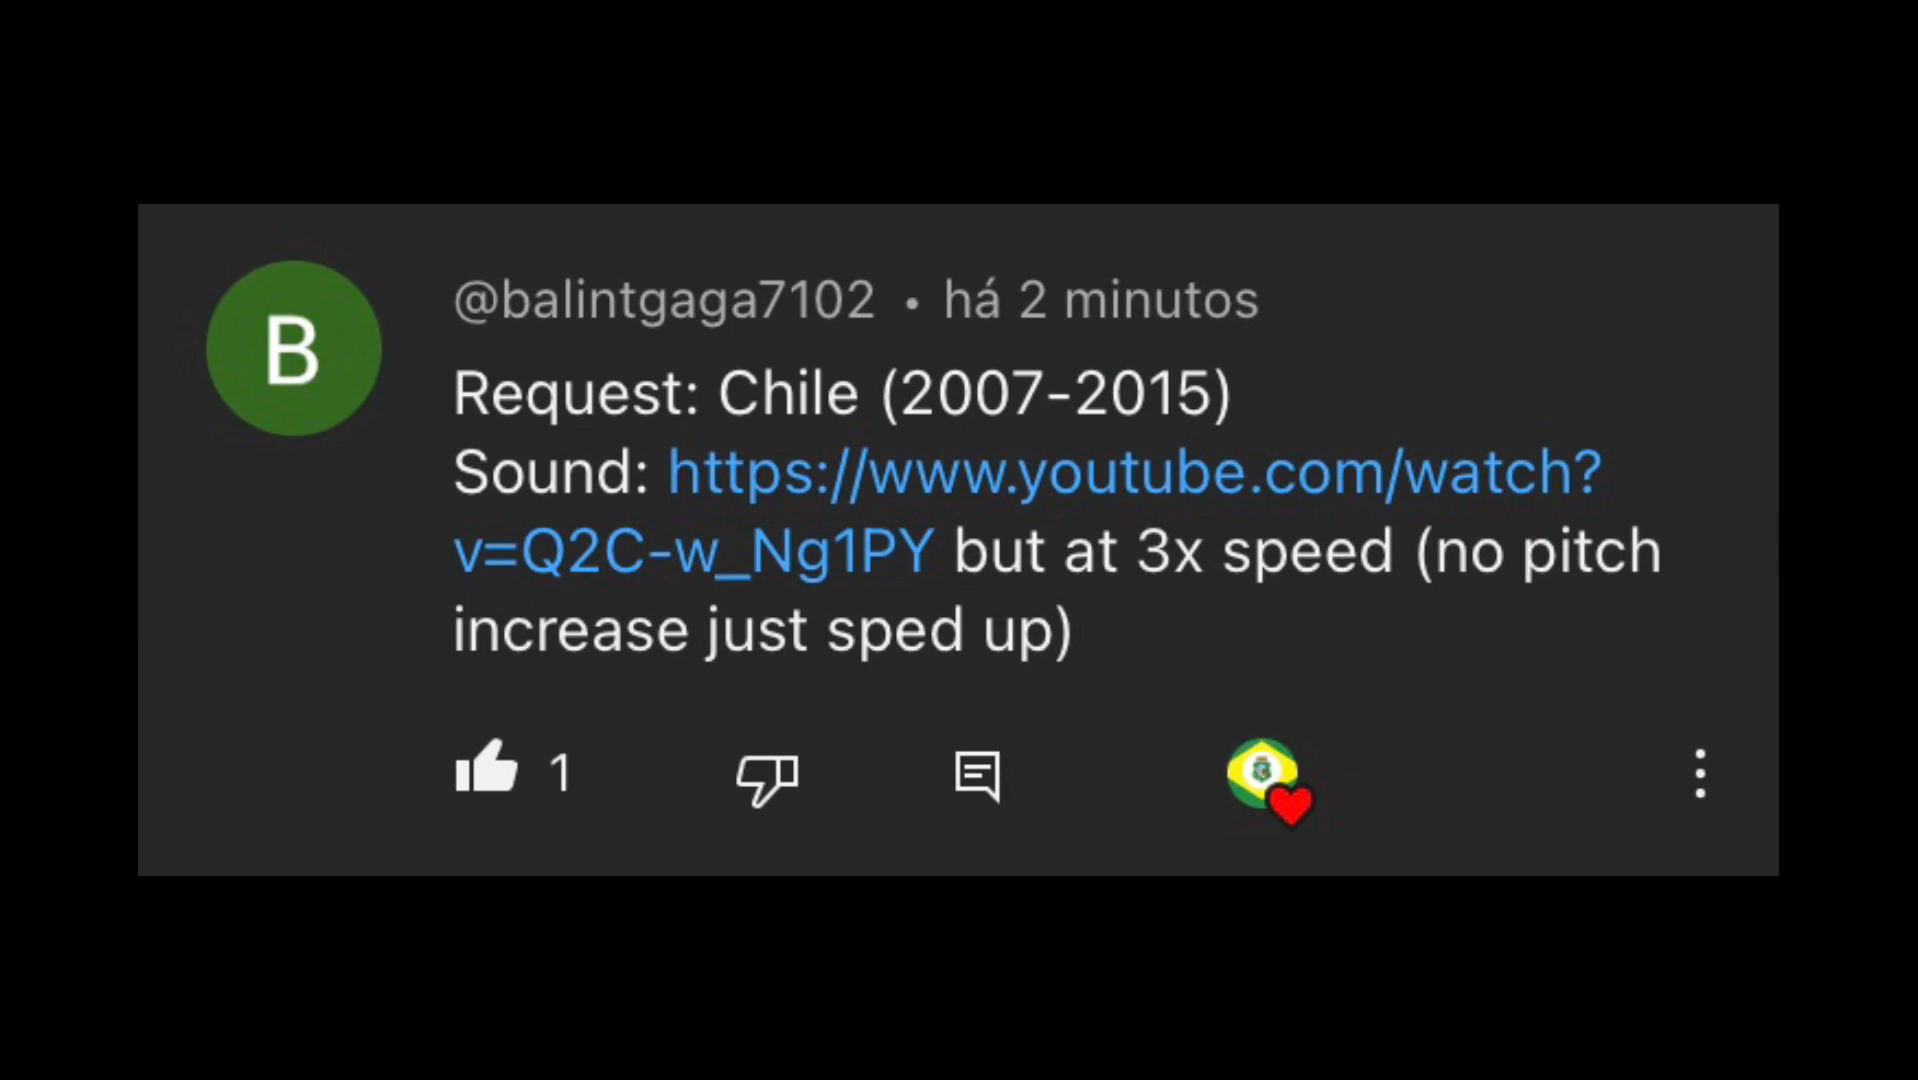 B
@balintgaga7102 • há 2 minutos
Request: Chile (2007-2015)
Sound: https://www.youtube.com/watch?
v=Q2C-w_Ng1PY but at 3x speed (no pitch
increase just sped up)
1